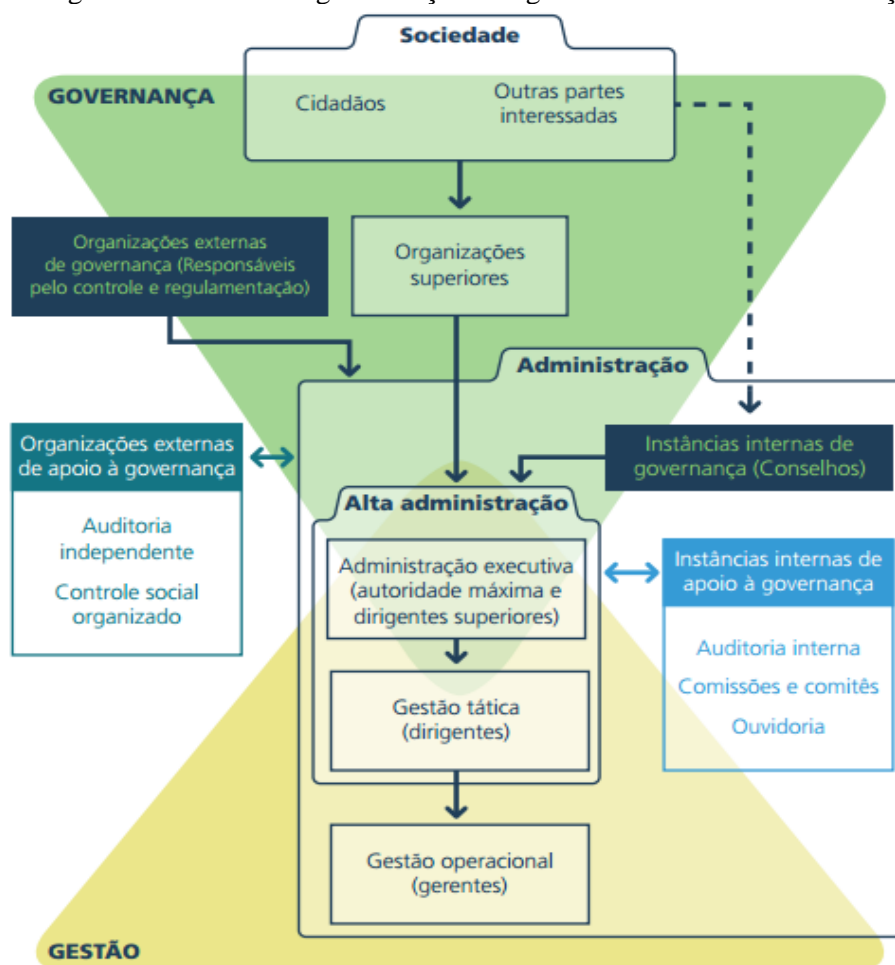 Sociedade
GOVERNANÇA
Cidadãos
Outras partes
interessadas
Organizações externas
de governança (Responsáveis
pelo controle e regulamentação)
Organizações
superiores
Administração
Organizações externas
de apoio à governança
Auditoria
independente
Controle social
organizado
Instâncias internas de
governança (Conselhos)
Alta administração
Administração executiva
(autoridade máxima e
dirigentes superiores)
Instâncias internas de
apoio à governança
Auditoria interna
Comissões e comitês
Ouvidoria
Gestão tática
(dirigentes)
Gestão operacional
(gerentes)
GESTÃO